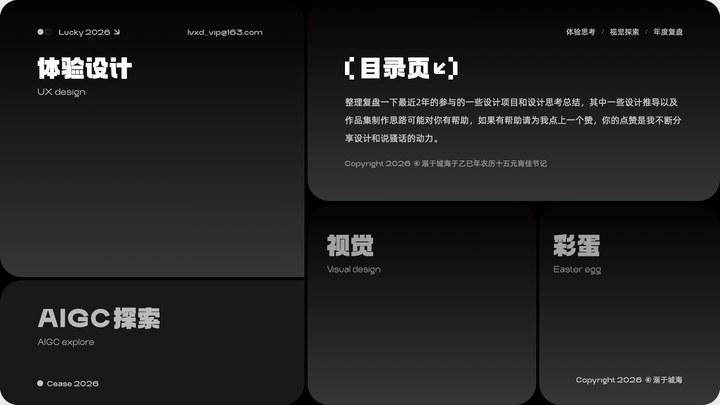 Lucky 2026
lvxd_vip@163.com
体验设计
UX design
体验思考 / 视觉探索 / 年度复盘
目录页
整理复盘一下最近2年的参与的一些设计项目和设计思考总结，其中一些设计推导以及
作品集制作思路可能对你有帮助，如果有帮助请为我点上一个赞，你的点赞是我不断分
享设计和说骚话的动力。
Copyright 2026 ®溺于城海于乙巳年农历十五元宵佳节记
AIGC探索
AIGC explore
Cease 2026
视觉
Visual design
彩蛋
Easter egg
Copyright 2026 ®溺于城海